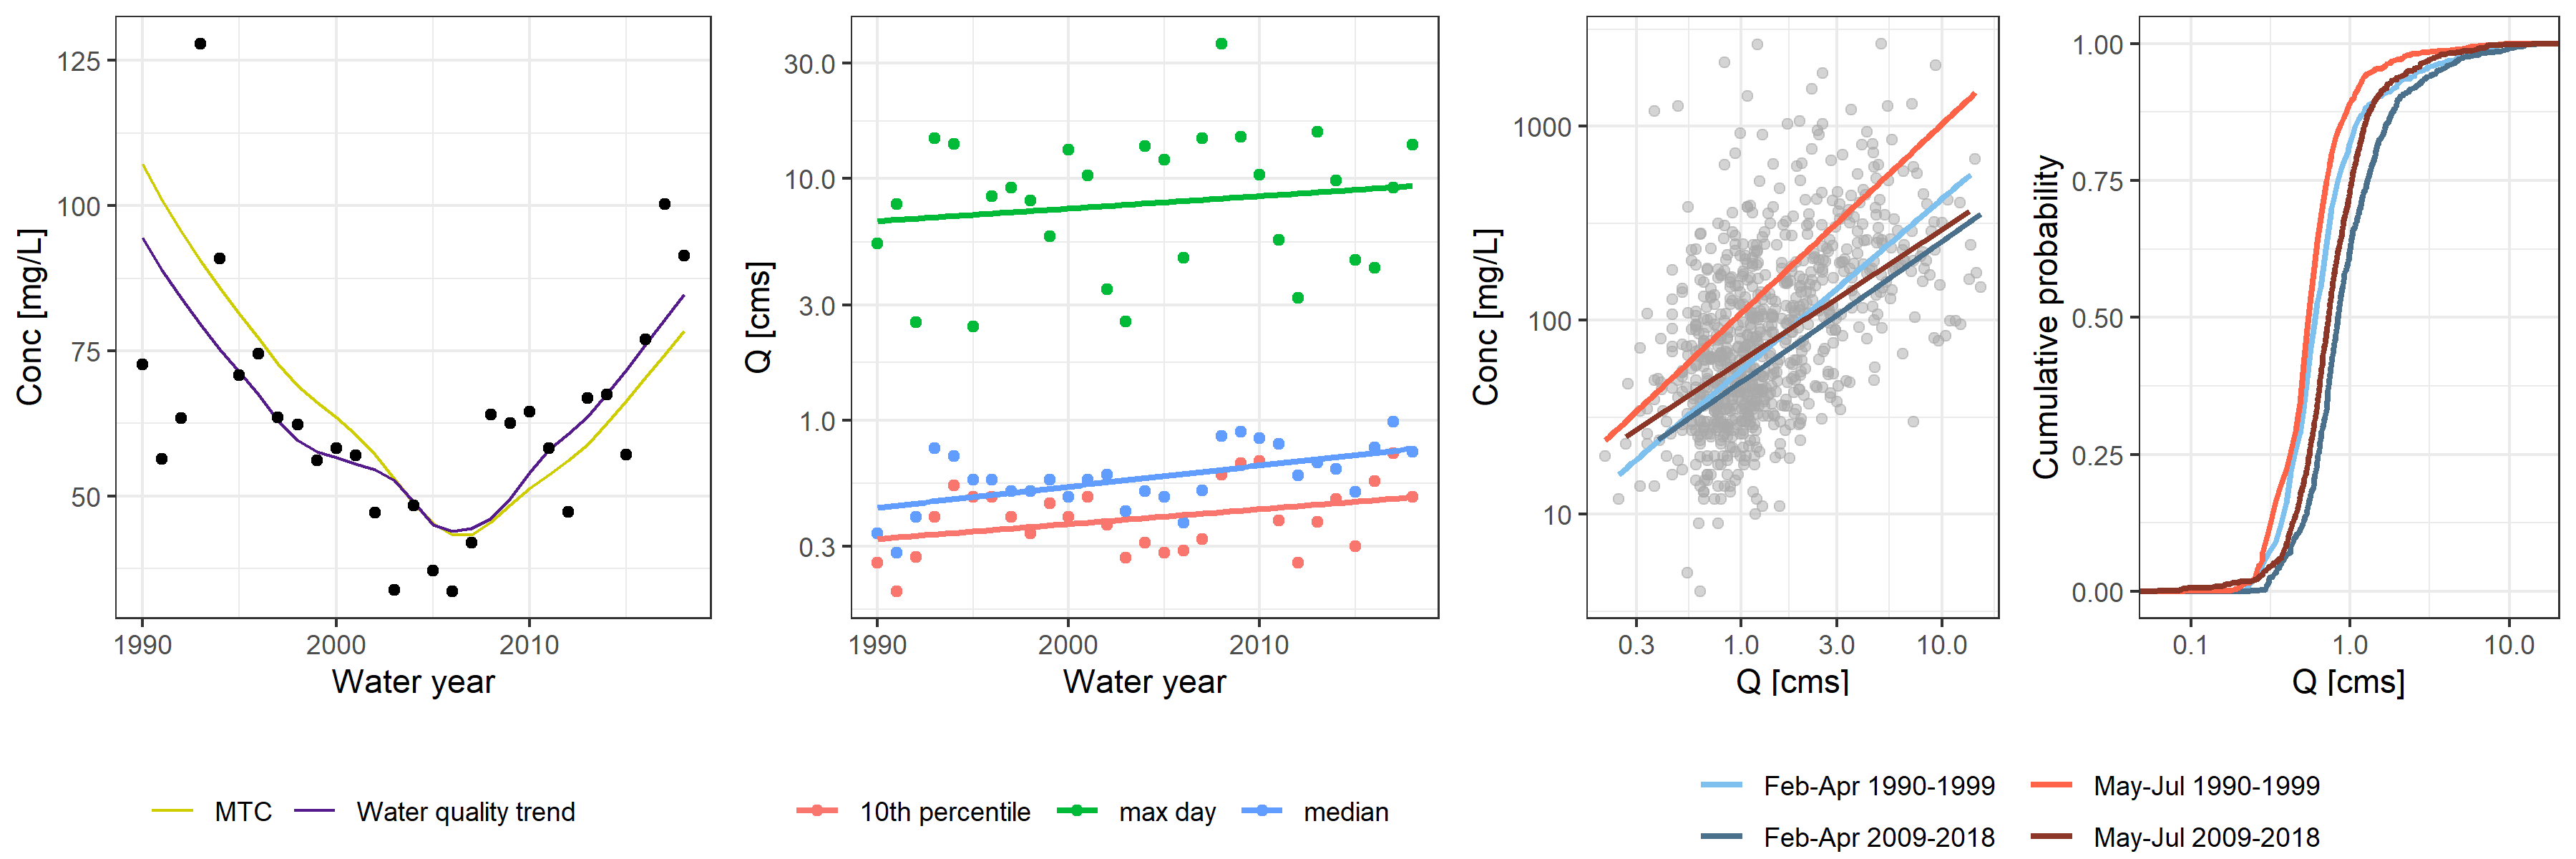 125
100
75
50
Conc [mg/L]
1990 2000 2010
Water year
MTC Water quality trend
30.0
10.0
3.0
1.0
0.3
Q [cms]
1990 2000 2010
Water year
10th percentile max day median
1000
100
10
Conc [mg/L]
0.3 1.0 3.0 10.0
Q [cms]
1.00
0.75
0.50
0.25
0.00
Cumulative probability
0.1 1.0 10.0
Q [cms]
Feb-Apr 1990-1999 May-Jul 1990-1999
Feb-Apr 2009-2018 May-Jul 2009-2018